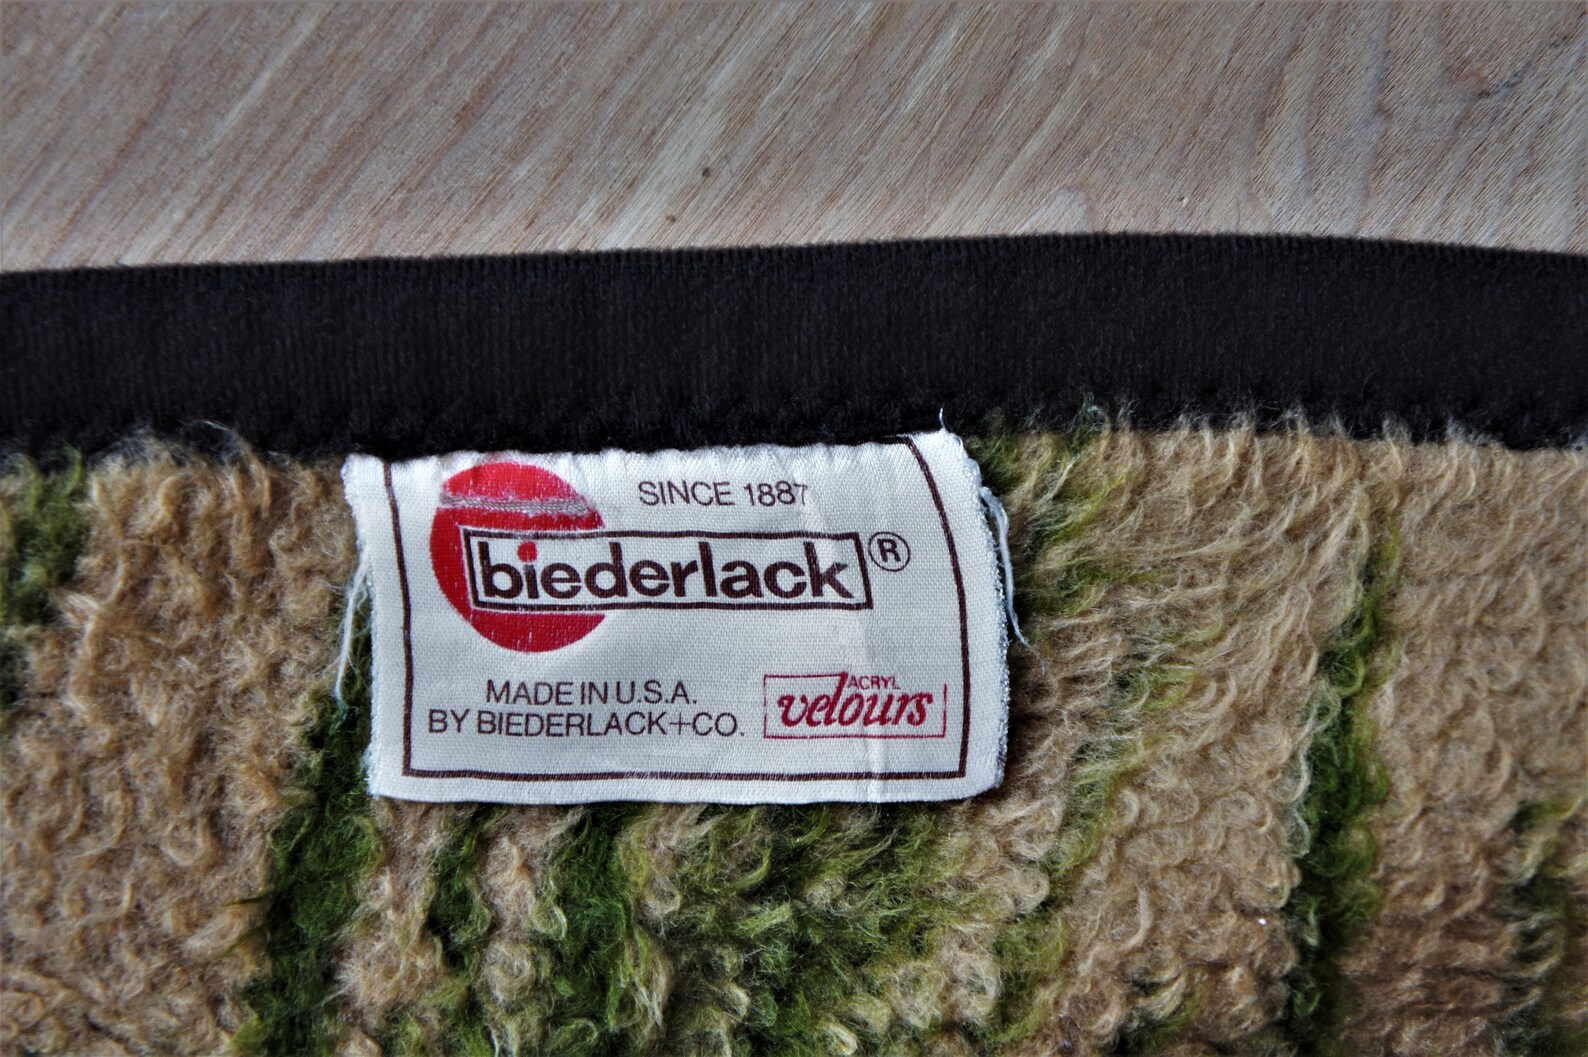 SINCE 1887
biederlack®
MADE IN U.S.A.
BY BIEDERLACK+CO.
ACRYL
velours